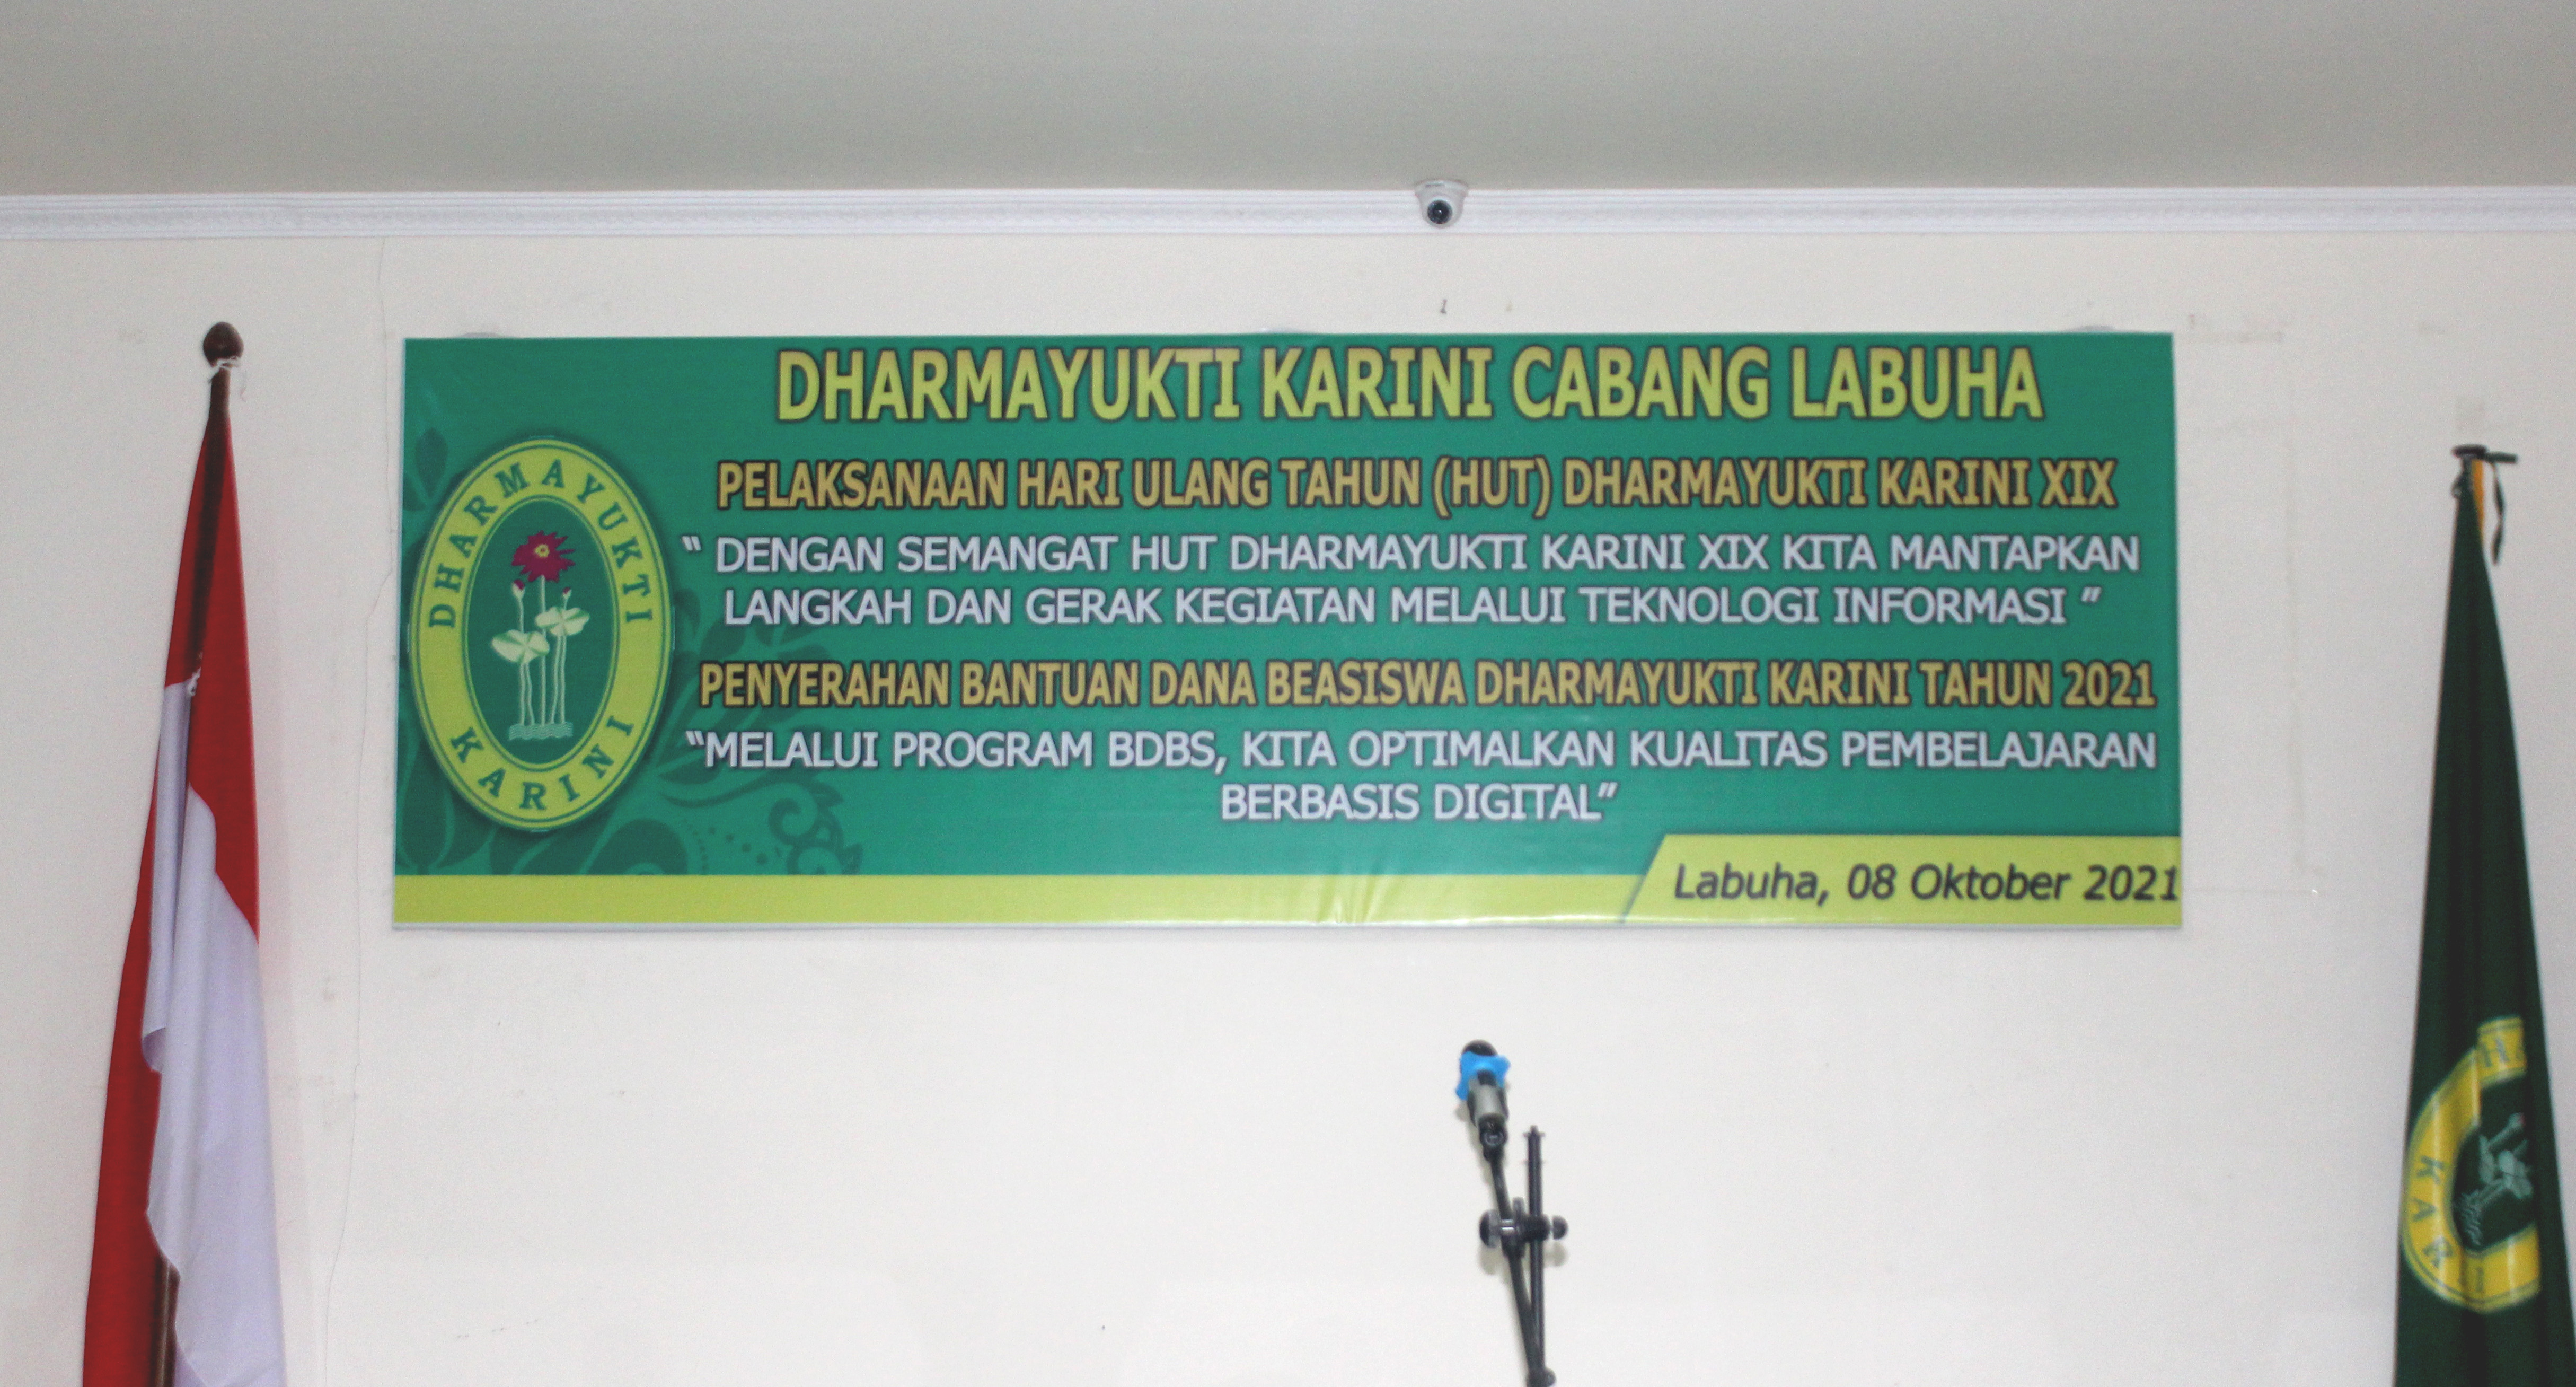 DHARMAYUKTI KARINI CABANG LABUHA
PELAKSANAAN HARI ULANG TAHUN (HUT) DHARMAYUKTI KARINI XIX
“ DENGAN SEMANGAT HUT DHARMAYUKTI KARINI XIX KITA MANTAPKAN
LANGKAH DAN GERAK KEGIATAN MELALUI TEKNOLOGI INFORMASI ”
PENYERAHAN BANTUAN DANA BEASISWA DHARMAYUKTI KARINI TAHUN 2021
“MELALUI PROGRAM BDBS, KITA OPTIMALKAN KUALITAS PEMBELAJARAN
BERBASIS DIGITAL”
Labuha, 08 Oktober 2021
DHARMAYUKTI
KARINI